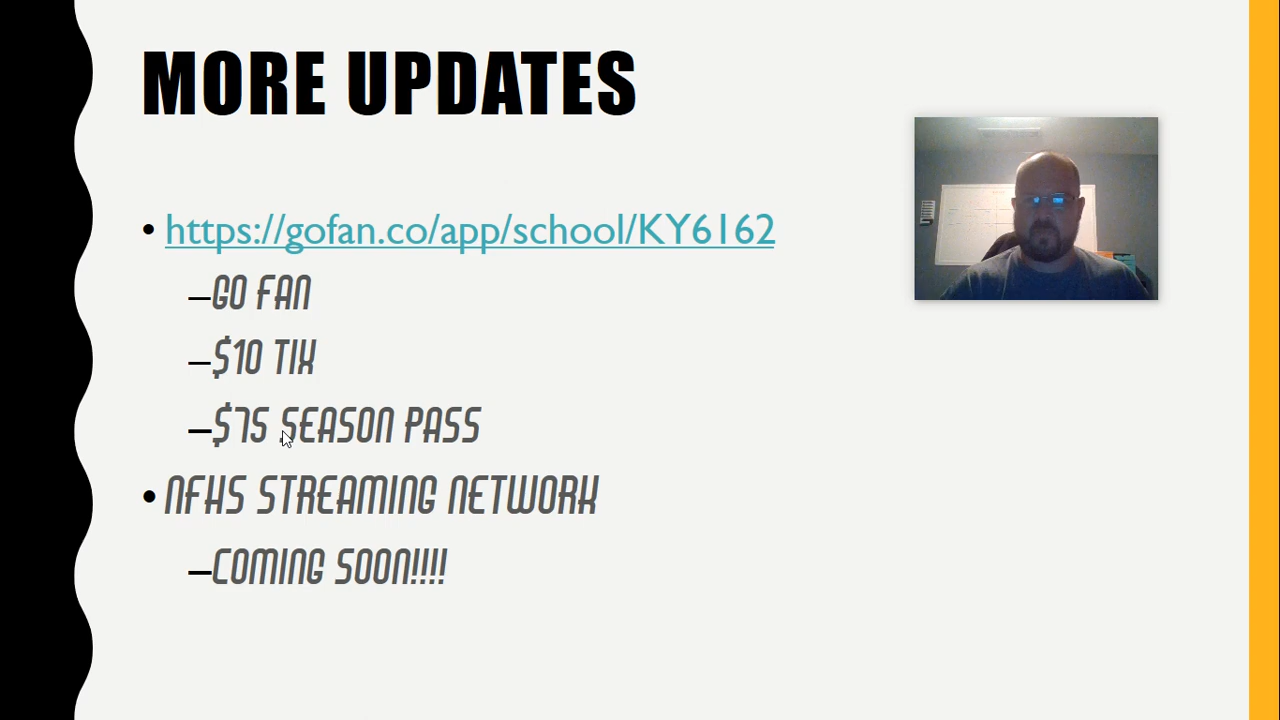 MORE UPDATES
• https://gofan.co/app/school/KY6162
–GO FAN
–$10 TIX
–$75 SEASON PASS
• NFHS STREAMING NETWORK
–COMING SOON!!!!